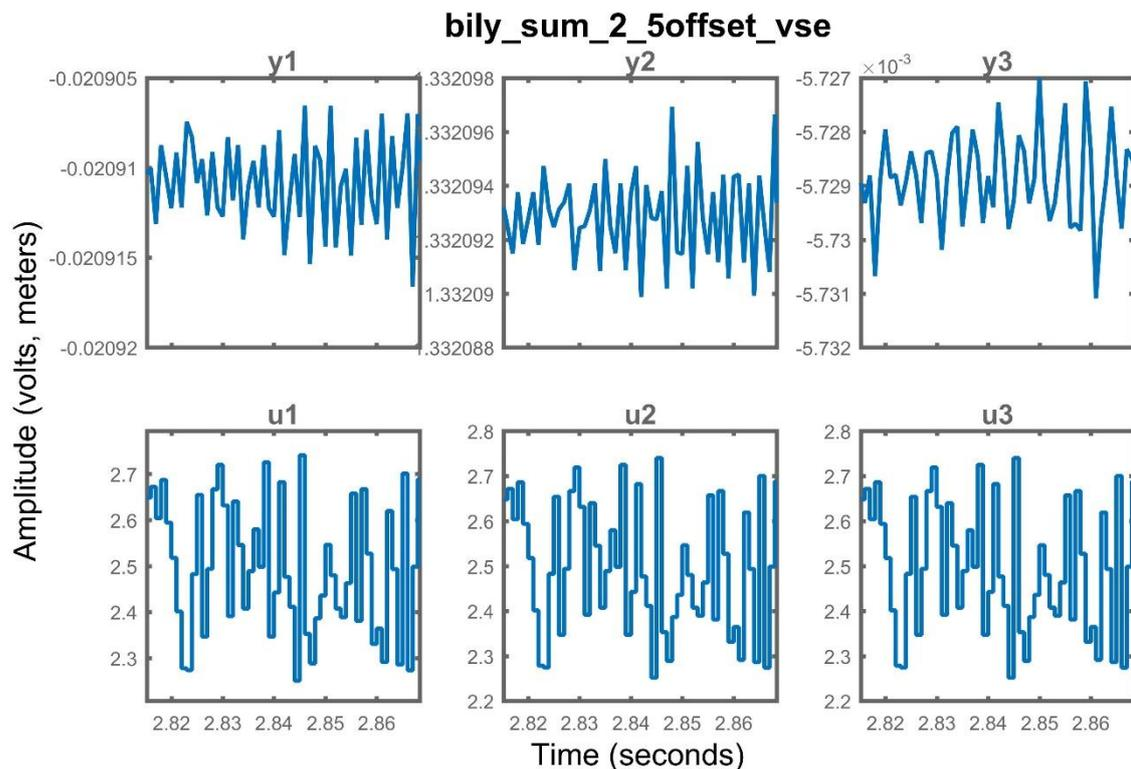 bily_sum_2_5offset_vse
y1 y2 y3
×10-3
-0.020905 .332098 -5.727
.332096 -5.728
-0.02091 .332094 -5.729
.332092 -5.73
-0.020915 1.33209 -5.731
-0.02092 .332088 -5.732
Amplitude (volts, meters)
u1 u2 u3
2.8 2.8
2.7 2.7 2.7
2.6 2.6 2.6
2.5 2.5 2.5
2.4 2.4 2.4
2.3 2.3 2.3
2.2 2.2
2.82 2.83 2.84 2.85 2.86 2.82 2.83 2.84 2.85 2.86 2.82 2.83 2.84 2.85 2.86
Time (seconds)